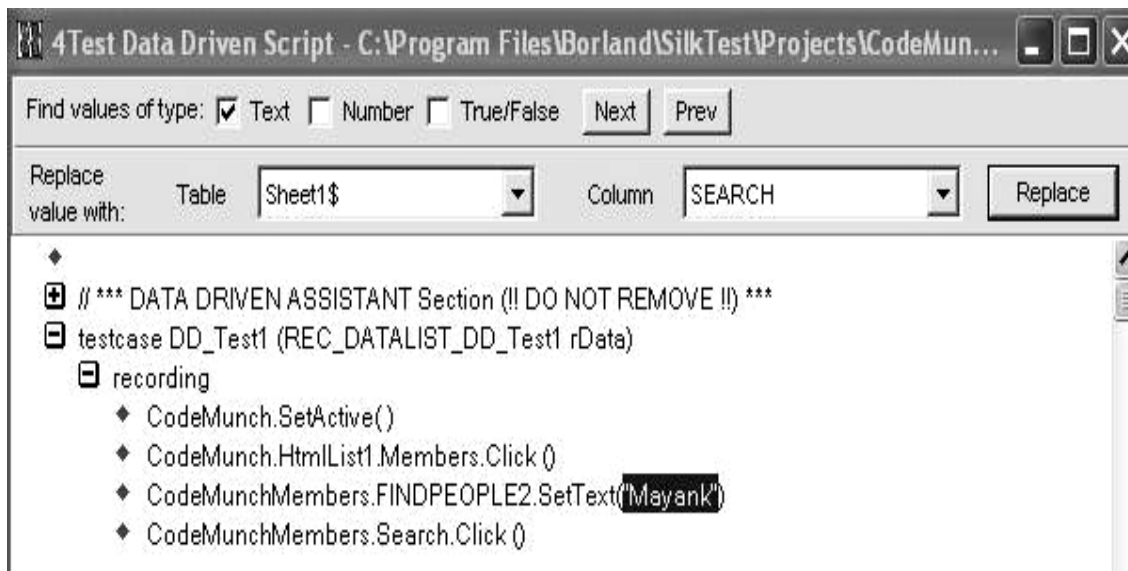 4Test Data Driven Script - C:\Program Files\Borland\SilkTest\Projects\CodeMun...
Find values of type: Text Number True/False Next Prev
Replace value with: Table Sheet1$ Column SEARCH Replace
// *** DATA DRIVEN ASSISTANT Section (!! DO NOT REMOVE !!) ***
testcase DD_Test1 (REC_DATALIST_DD_Test1 rData)
recording
CodeMunch.SetActive()
CodeMunch.HtmlList1.Members.Click ()
CodeMunchMembers.FINDPEOPLE2.SetText("Mayank")
CodeMunchMembers.Search.Click ()